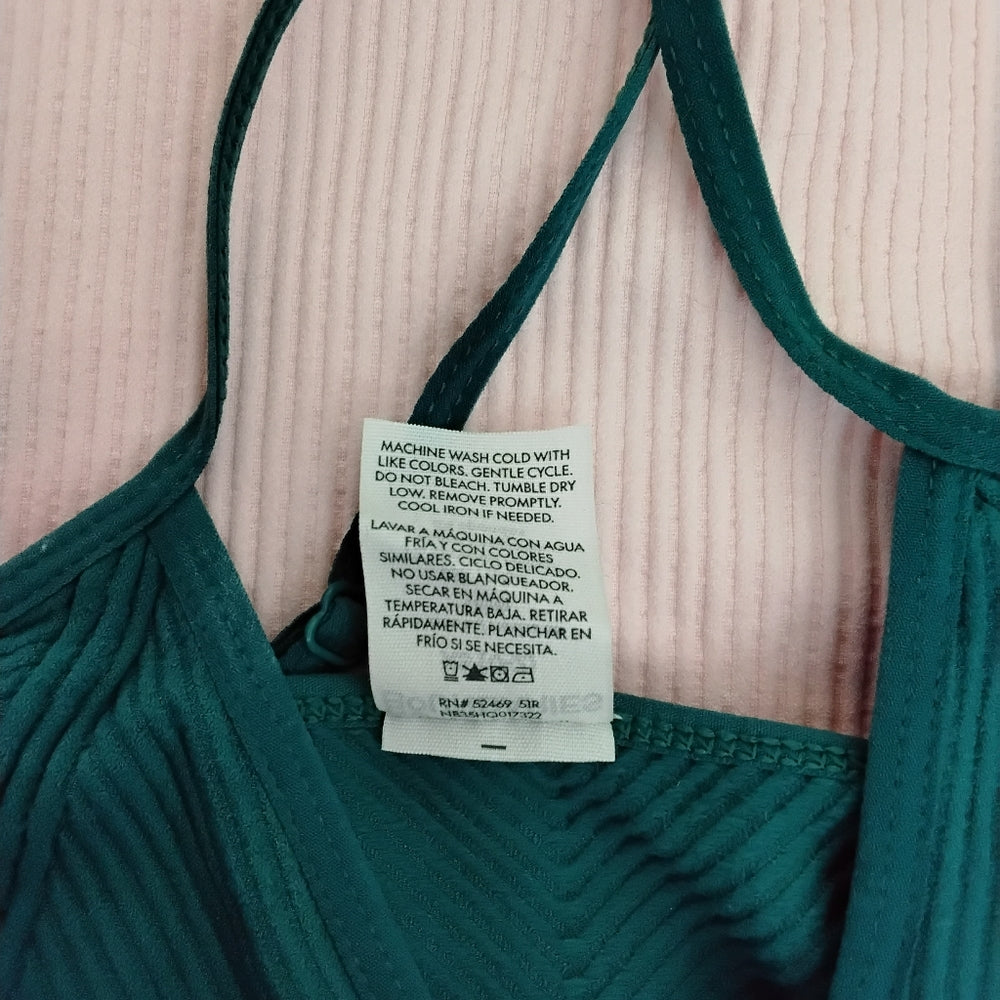 MACHINE WASH COLD WITH
LIKE COLORS. GENTLE CYCLE.
DO NOT BLEACH. TUMBLE DRY
LOW. REMOVE PROMPTLY.
COOL IRON IF NEEDED.
LAVAR A MÁQUINA CON AGUA
FRÍA Y CON COLORES
SIMILARES. CICLO DELICADO.
NO USAR BLANQUEADOR.
SECAR EN MÁQUINA A
TEMPERATURA BAJA. RETIRAR
RÁPIDAMENTE. PLANCHAR EN
FRÍO SI SE NECESITA.
RN# 52469 51R
NB35HQ017322